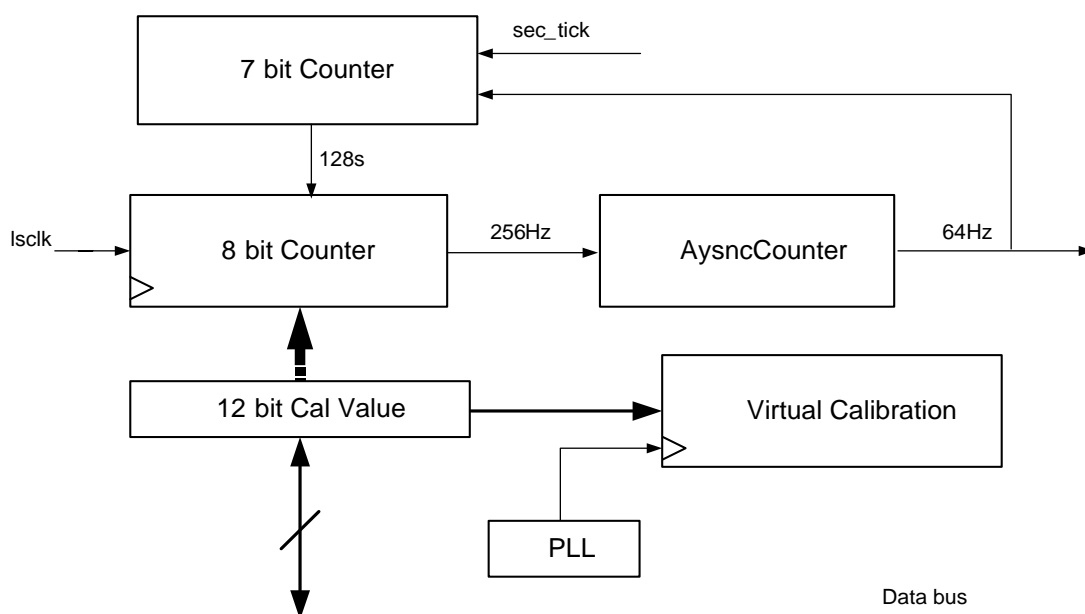 sec_tick
7 bit Counter
128s
lsclk
8 bit Counter
256Hz
AysncCounter
64Hz
12 bit Cal Value
Virtual Calibration
PLL
Data bus